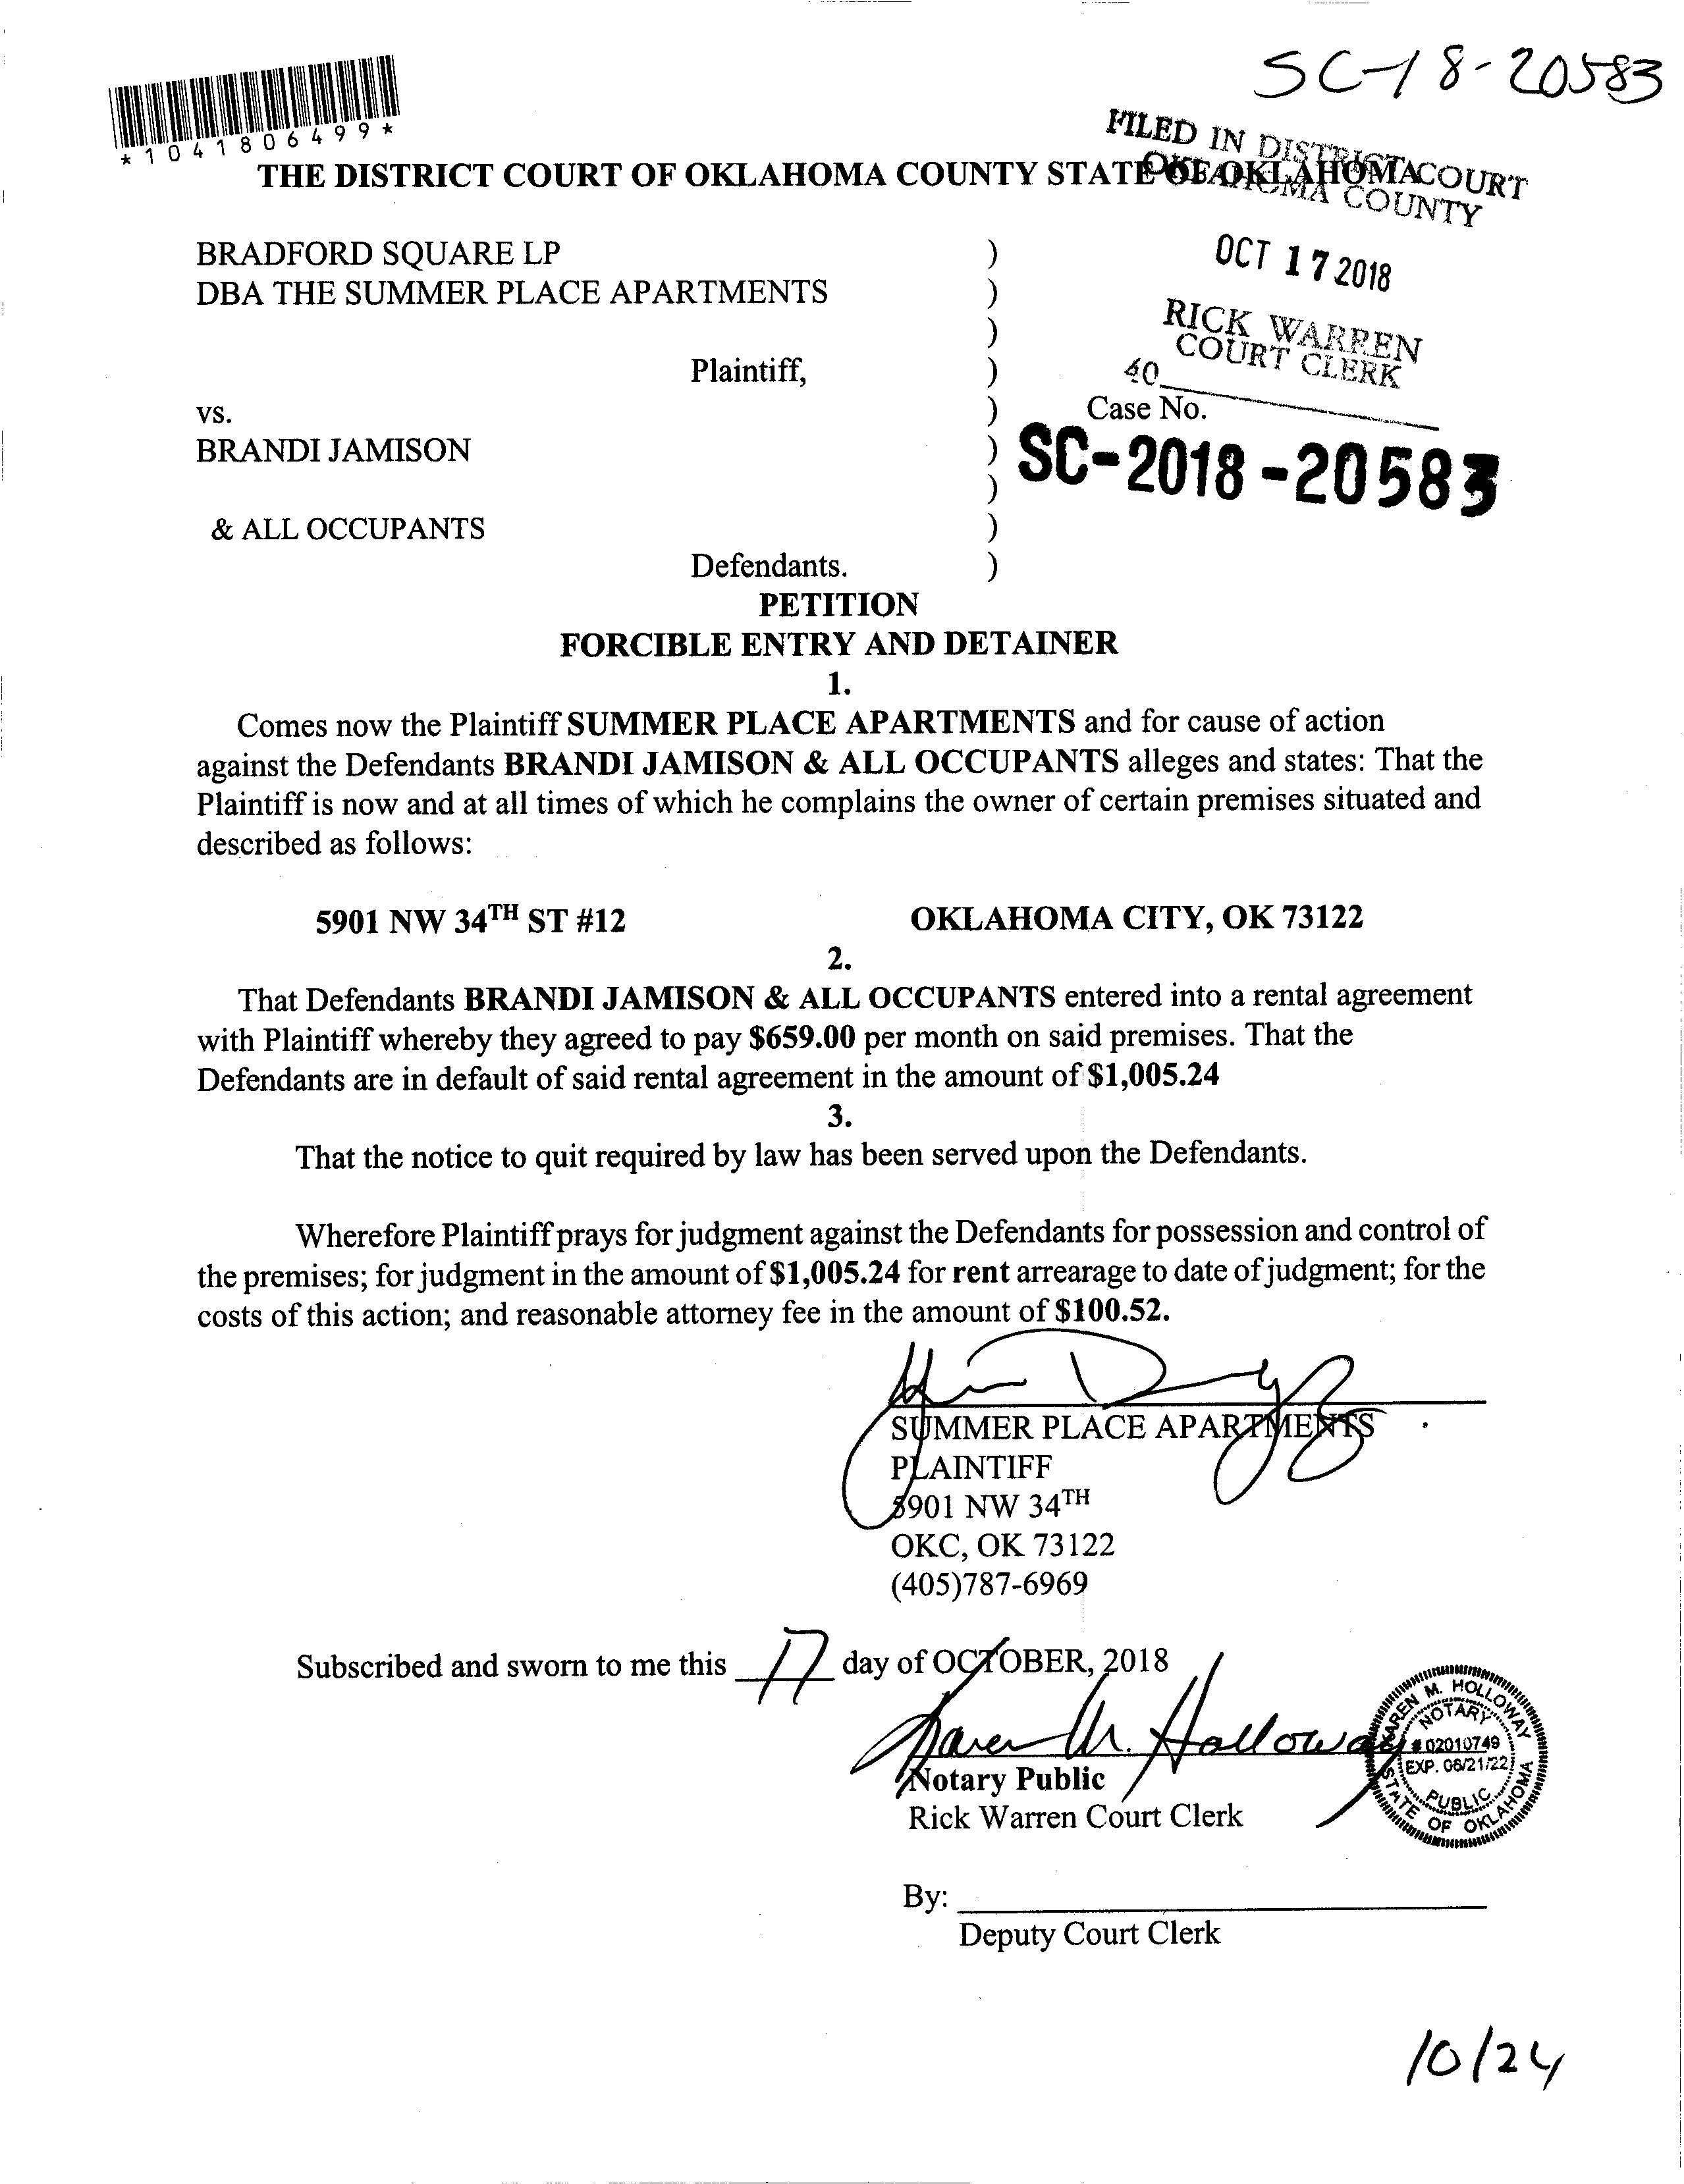 SC-18-20583
*1041806499*
FILED IN DISTRICT COURT
OKLAHOMA COUNTY
THE DISTRICT COURT OF OKLAHOMA COUNTY STATE OF OKLAHOMA
OCT 17 2018
RICK WARREN
COURT CLERK
40
BRADFORD SQUARE LP )
DBA THE SUMMER PLACE APARTMENTS )
)
Plaintiff, )
vs. ) Case No.
BRANDI JAMISON ) SC-2018-20583
)
& ALL OCCUPANTS )
Defendants. )
PETITION
FORCIBLE ENTRY AND DETAINER
1.
Comes now the Plaintiff SUMMER PLACE APARTMENTS and for cause of action
against the Defendants BRANDI JAMISON & ALL OCCUPANTS alleges and states: That the
Plaintiff is now and at all times of which he complains the owner of certain premises situated and
described as follows:
5901 NW 34TH ST #12 OKLAHOMA CITY, OK 73122
2.
That Defendants BRANDI JAMISON & ALL OCCUPANTS entered into a rental agreement
with Plaintiff whereby they agreed to pay $659.00 per month on said premises. That the
Defendants are in default of said rental agreement in the amount of $1,005.24
3.
That the notice to quit required by law has been served upon the Defendants.
Wherefore Plaintiff prays for judgment against the Defendants for possession and control of
the premises; for judgment in the amount of $1,005.24 for rent arrearage to date of judgment; for the
costs of this action; and reasonable attorney fee in the amount of $100.52.
SUMMER PLACE APARTMENTS
PLAINTIFF
5901 NW 34TH
OKC, OK 73122
(405)787-6969
Subscribed and sworn to me this 17 day of OCTOBER, 2018
Karen M. Holloway
Notary Public
Rick Warren Court Clerk
KAREN M. HOLLOWAY
NOTARY
# 02010749
EXP. 06/21/22
PUBLIC
STATE OF OKLAHOMA
By:
Deputy Court Clerk
10/24